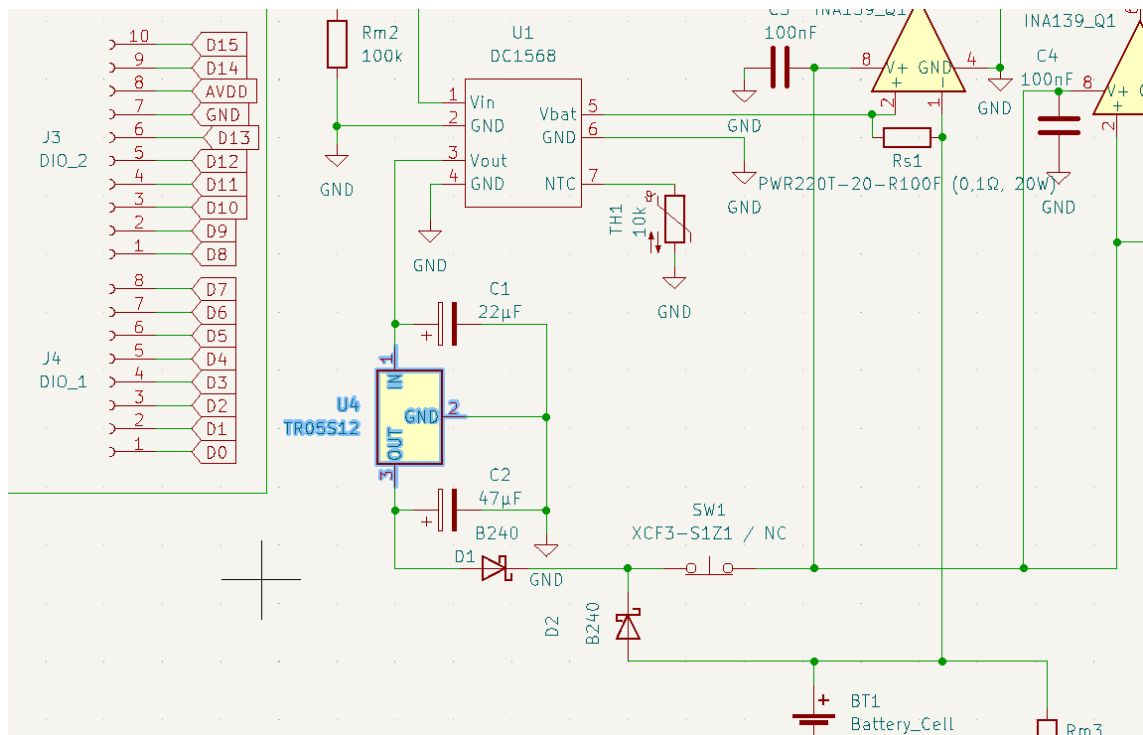 10 D15
9 D14
8 AVDD
7 GND
J3
DIO_2
6 D13
5 D12
4 D11
3 D10
2 D9
1 D8
8 D7
7 D6
6 D5
J4
DIO_1
5 D4
4 D3
3 D2
2 D1
1 D0
Rm2
100k
GND
U1
DC1568
1 Vin
2 GND
3 Vout
4 GND
Vbat 5
GND 6
NTC 7
GND
TH1
10k
GND
C3
100nF
GND
INA139_Q1
8 V+ GND 4
+ -
2 1
GND
Rs1
PWR220T-20-R100F (0,1Ω, 20W)
GND
INA139_Q1
C4
100nF
8 V+
+
2
GND
C1
22µF
+
1
IN
U4
TR05S12
GND 2
OUT
3
C2
47µF
+
B240
D1
GND
SW1
XCF3-S1Z1 / NC
D2
B240
+
BT1
Battery_Cell
Rm3